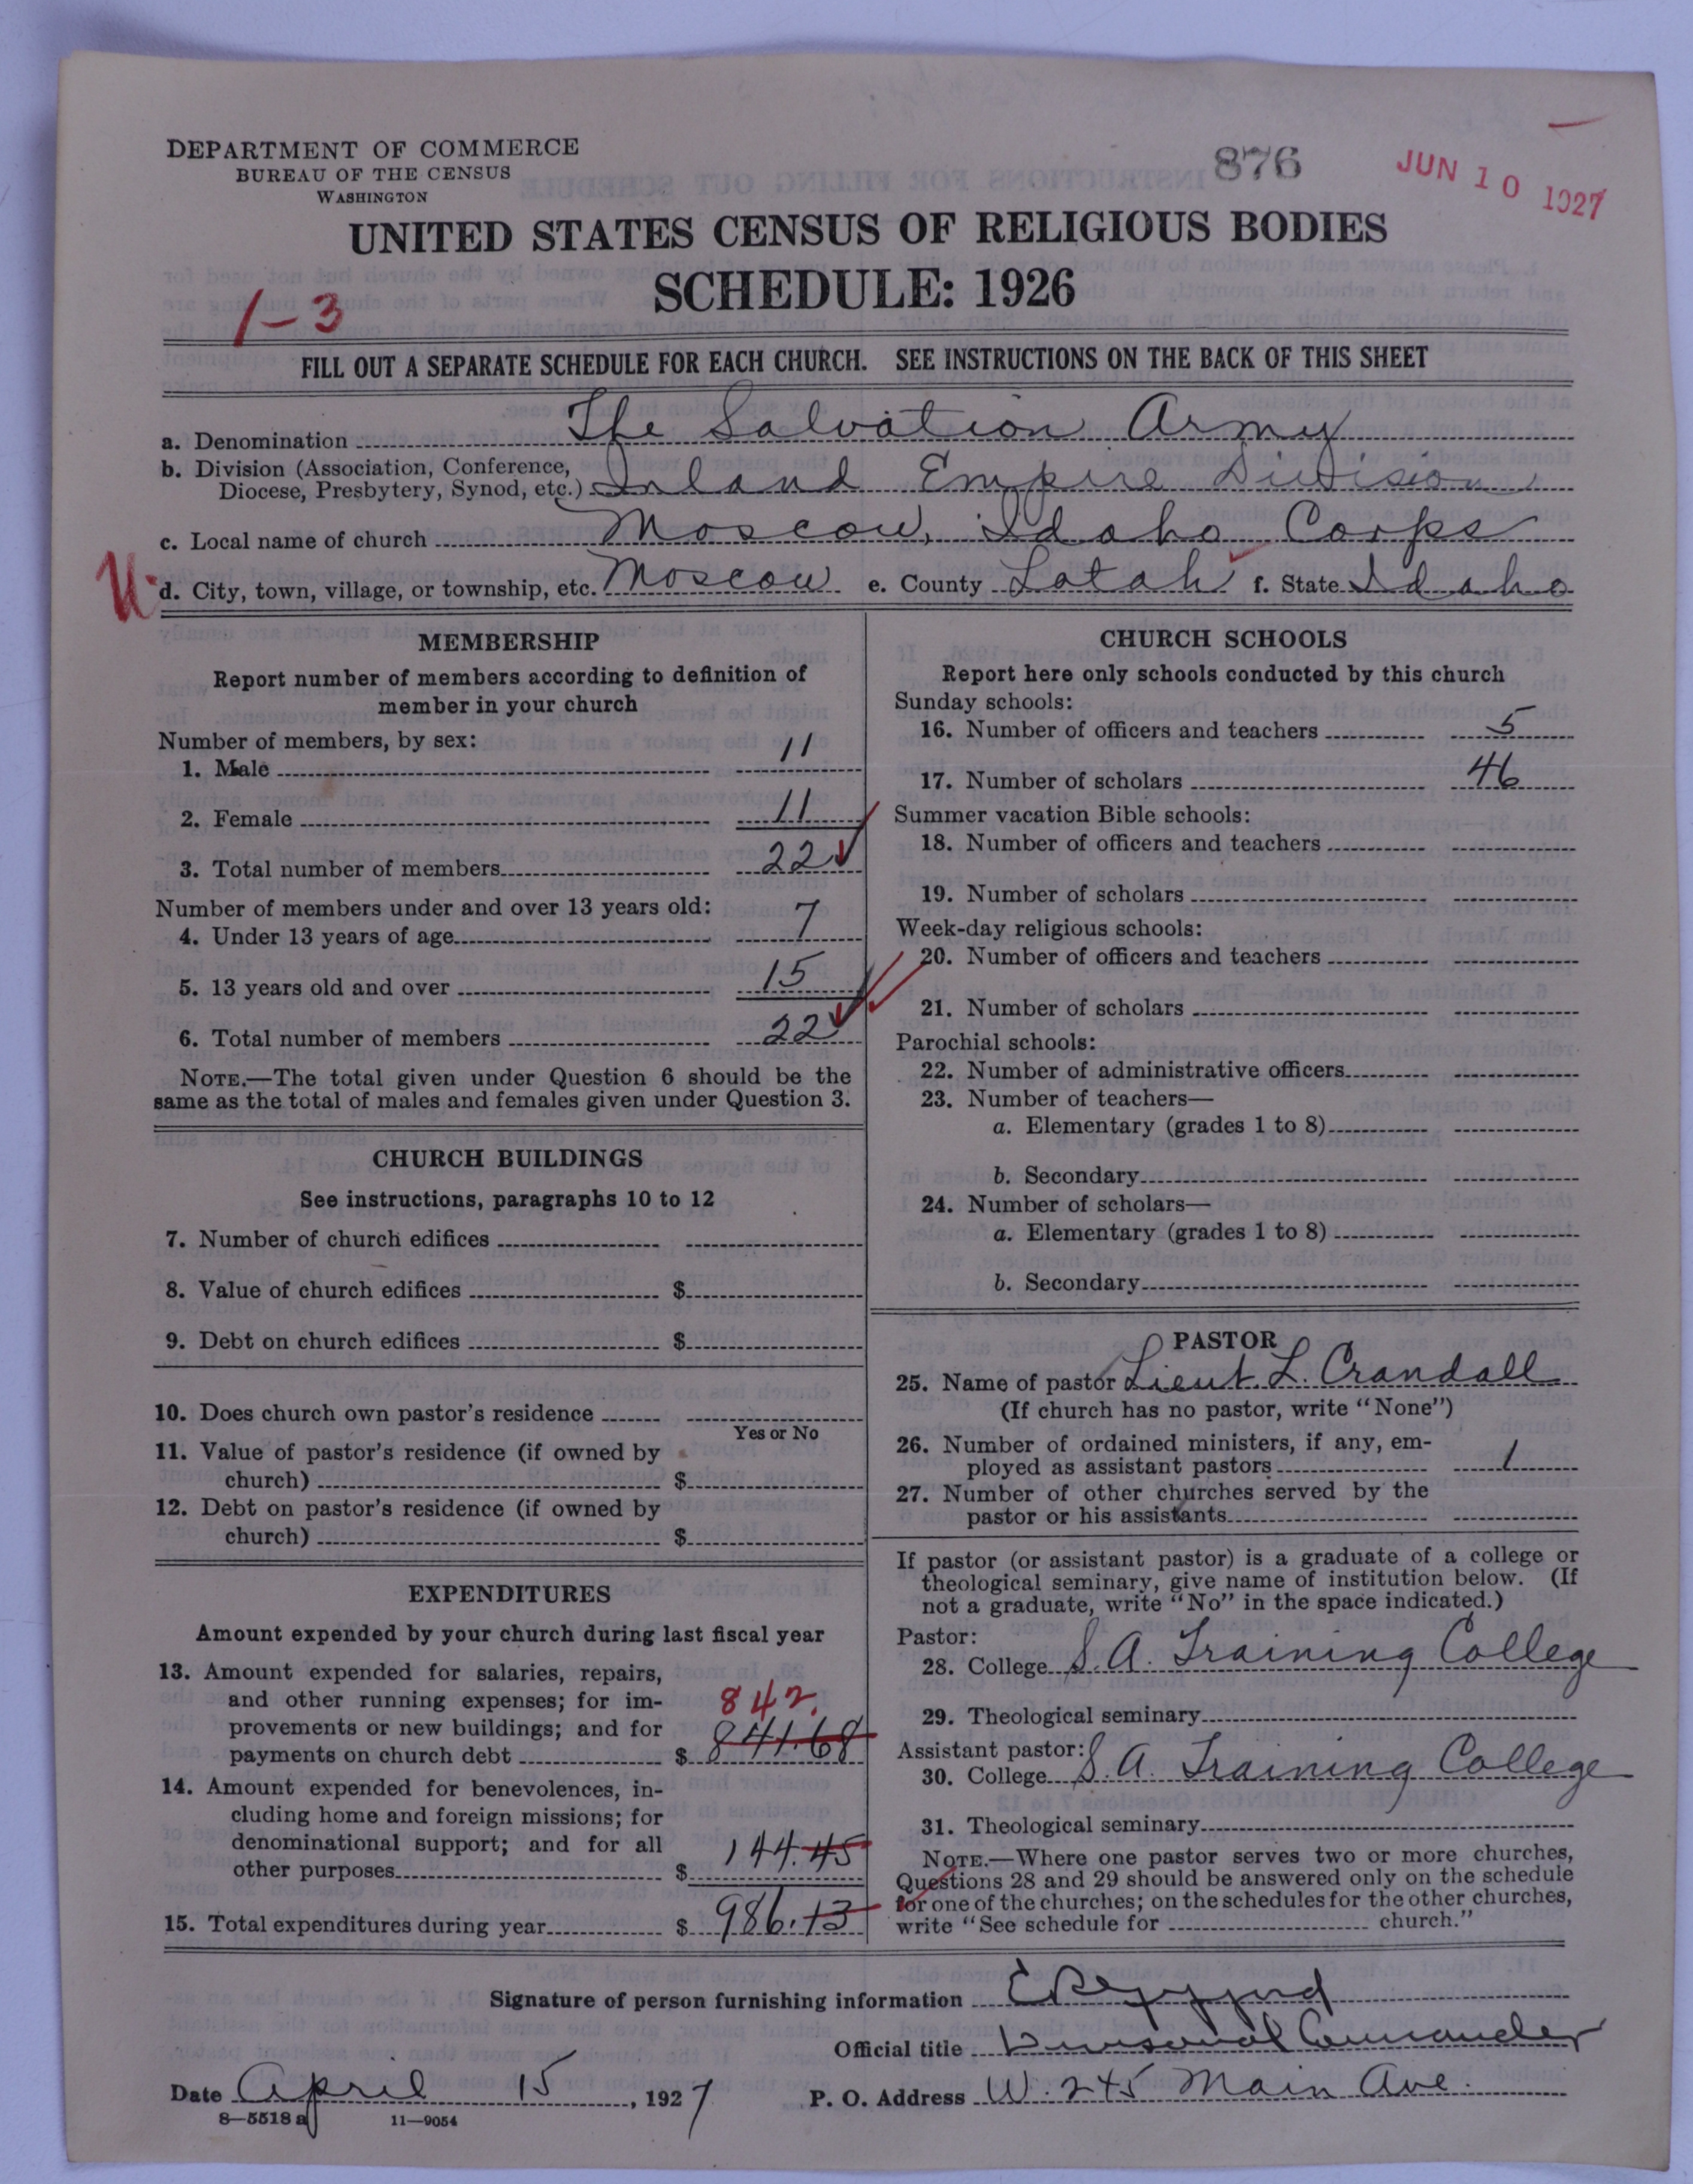 DEPARTMENT OF COMMERCE
BUREAU OF THE CENSUS
WASHINGTON
876
JUN 10 1927
UNITED STATES CENSUS OF RELIGIOUS BODIES
SCHEDULE: 1926
1-3
FILL OUT A SEPARATE SCHEDULE FOR EACH CHURCH. SEE INSTRUCTIONS ON THE BACK OF THIS SHEET
a. Denomination The Salvation Army
b. Division (Association, Conference,
Diocese, Presbytery, Synod, etc.) Inland Empire Division
c. Local name of church Moscow, Idaho Corps
d. City, town, village, or township, etc. Moscow e. County Latah f. State Idaho
MEMBERSHIP
Report number of members according to definition of
member in your church
Number of members, by sex:
1. Male 11
2. Female 11
3. Total number of members 22
Number of members under and over 13 years old:
4. Under 13 years of age 7
5. 13 years old and over 15
6. Total number of members 22
NOTE.—The total given under Question 6 should be the
same as the total of males and females given under Question 3.
CHURCH BUILDINGS
See instructions, paragraphs 10 to 12
7. Number of church edifices
8. Value of church edifices $
9. Debt on church edifices $
10. Does church own pastor's residence
Yes or No
11. Value of pastor's residence (if owned by
church) $
12. Debt on pastor's residence (if owned by
church) $
EXPENDITURES
Amount expended by your church during last fiscal year
13. Amount expended for salaries, repairs,
and other running expenses; for im-
provements or new buildings; and for
842.
payments on church debt $ 841.68
14. Amount expended for benevolences, in-
cluding home and foreign missions; for
denominational support; and for all
other purposes $ 144.45
15. Total expenditures during year $ 986.13
CHURCH SCHOOLS
Report here only schools conducted by this church
Sunday schools:
16. Number of officers and teachers 5
17. Number of scholars 46
Summer vacation Bible schools:
18. Number of officers and teachers
19. Number of scholars
Week-day religious schools:
20. Number of officers and teachers
21. Number of scholars
Parochial schools:
22. Number of administrative officers
23. Number of teachers—
a. Elementary (grades 1 to 8)
b. Secondary
24. Number of scholars—
a. Elementary (grades 1 to 8)
b. Secondary
PASTOR
25. Name of pastor Lieut. L. Crandall
(If church has no pastor, write "None")
26. Number of ordained ministers, if any, em-
ployed as assistant pastors 1
27. Number of other churches served by the
pastor or his assistants
If pastor (or assistant pastor) is a graduate of a college or
theological seminary, give name of institution below. (If
not a graduate, write "No" in the space indicated.)
Pastor:
28. College S.A. Training College
29. Theological seminary
Assistant pastor:
30. College S.A. Training College
31. Theological seminary
NOTE.—Where one pastor serves two or more churches,
Questions 28 and 29 should be answered only on the schedule
for one of the churches; on the schedules for the other churches,
write "See schedule for church."
Signature of person furnishing information
Official title Divisional Commander
Date April 15, 1927 P. O. Address W. 245 Main Ave.
8—5518 a 11—9054